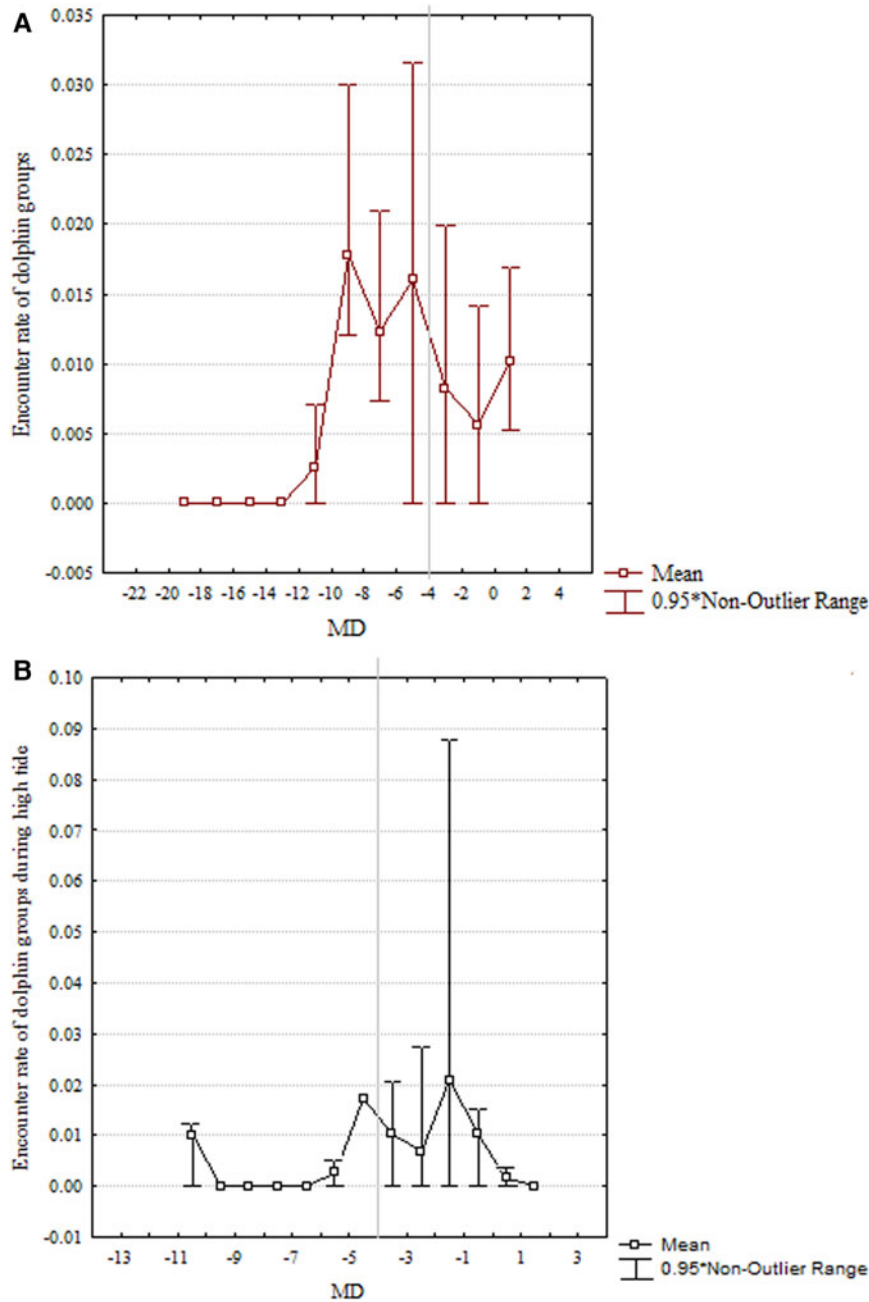 A
Encounter rate of dolphin groups
0.035
0.030
0.025
0.020
0.015
0.010
0.005
0.000
-0.005
-22 -20 -18 -16 -14 -12 -10 -8 -6 -4 -2 0 2 4
MD
Mean
0.95*Non-Outlier Range
B
Encounter rate of dolphin groups during high tide
0.10
0.09
0.08
0.07
0.06
0.05
0.04
0.03
0.02
0.01
0.00
-0.01
-13 -11 -9 -7 -5 -3 -1 1 3
MD
Mean
0.95*Non-Outlier Range